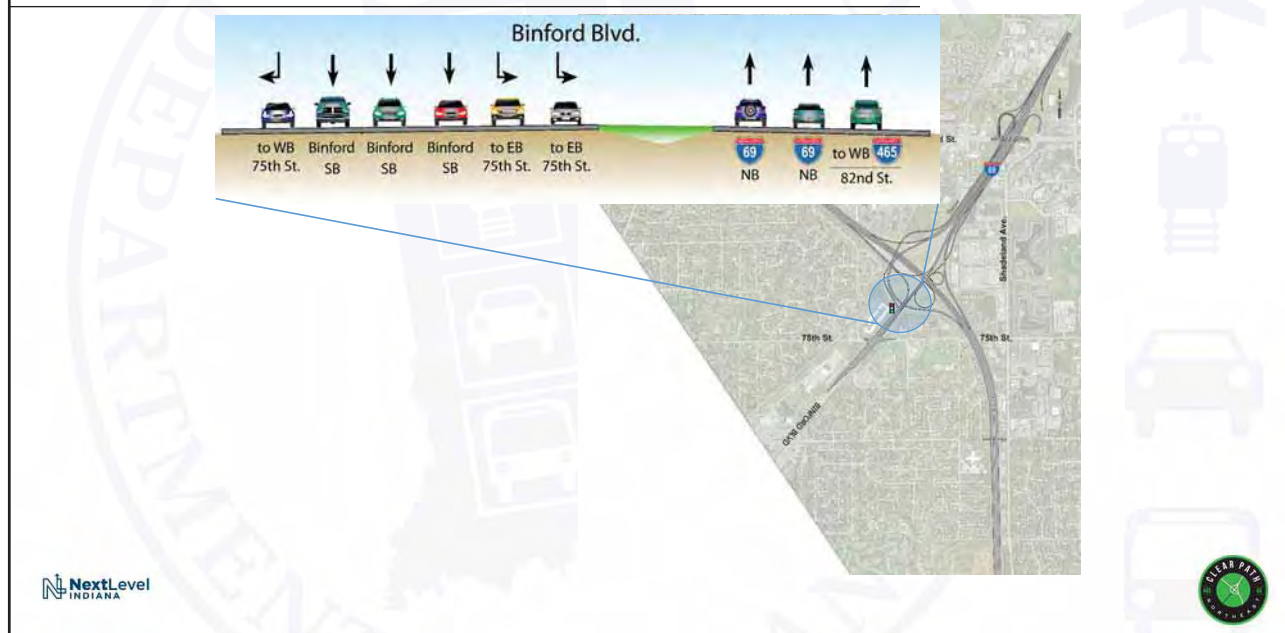 Binford Blvd.
to WB
75th St.
Binford
SB
Binford
SB
Binford
SB
to EB
75th St.
to EB
75th St.
69
NB
69
NB
to WB 465
82nd St.
St.
69
Shadeland Ave.
75th St.
75th St.
BINFORD BLVD
DEPARTMENT
NextLevel
INDIANA
CLEAR PATH
NORTHEAST